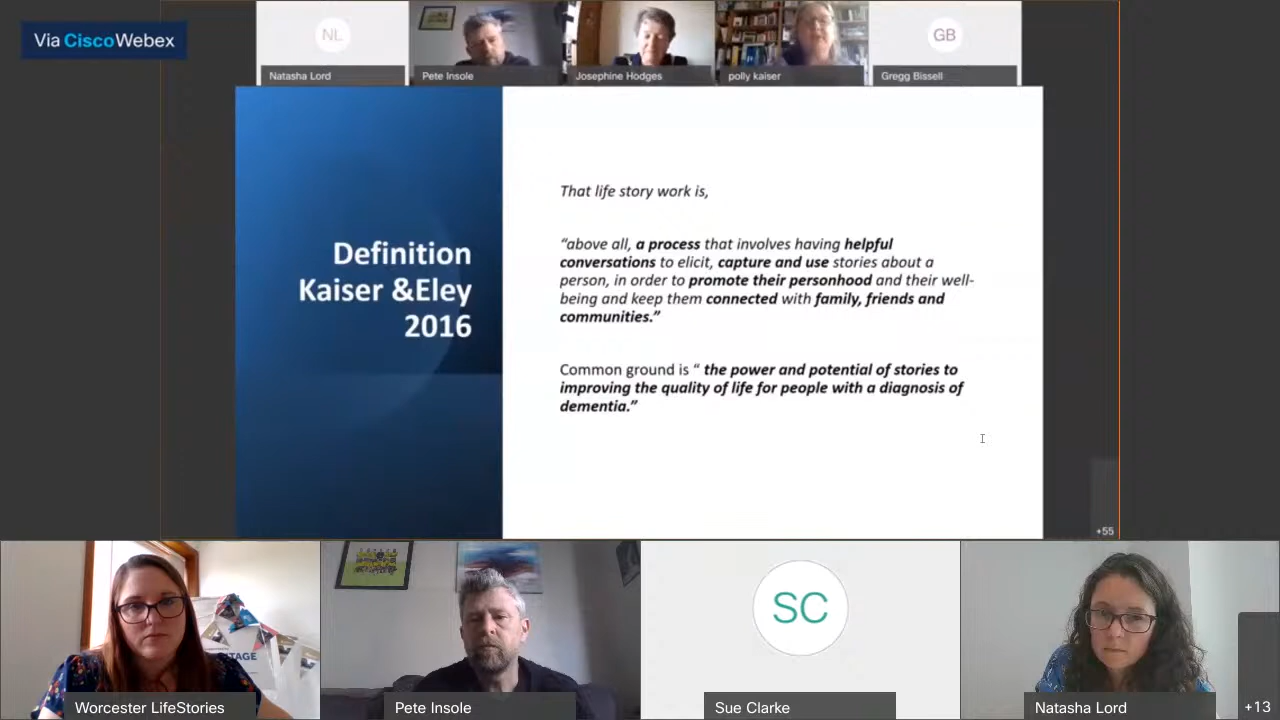 Via CiscoWebex
NL
GB
Natasha Lord
Pete Insole
Josephine Hodges
polly kaiser
Gregg Bissell
Definition
Kaiser &Eley
2016
That life story work is,
“above all, a process that involves having helpful
conversations to elicit, capture and use stories about a
person, in order to promote their personhood and their well-
being and keep them connected with family, friends and
communities.”
Common ground is “ the power and potential of stories to
improving the quality of life for people with a diagnosis of
dementia.”
+55
TAGE
SC
Worcester LifeStories
Pete Insole
Sue Clarke
Natasha Lord
+13